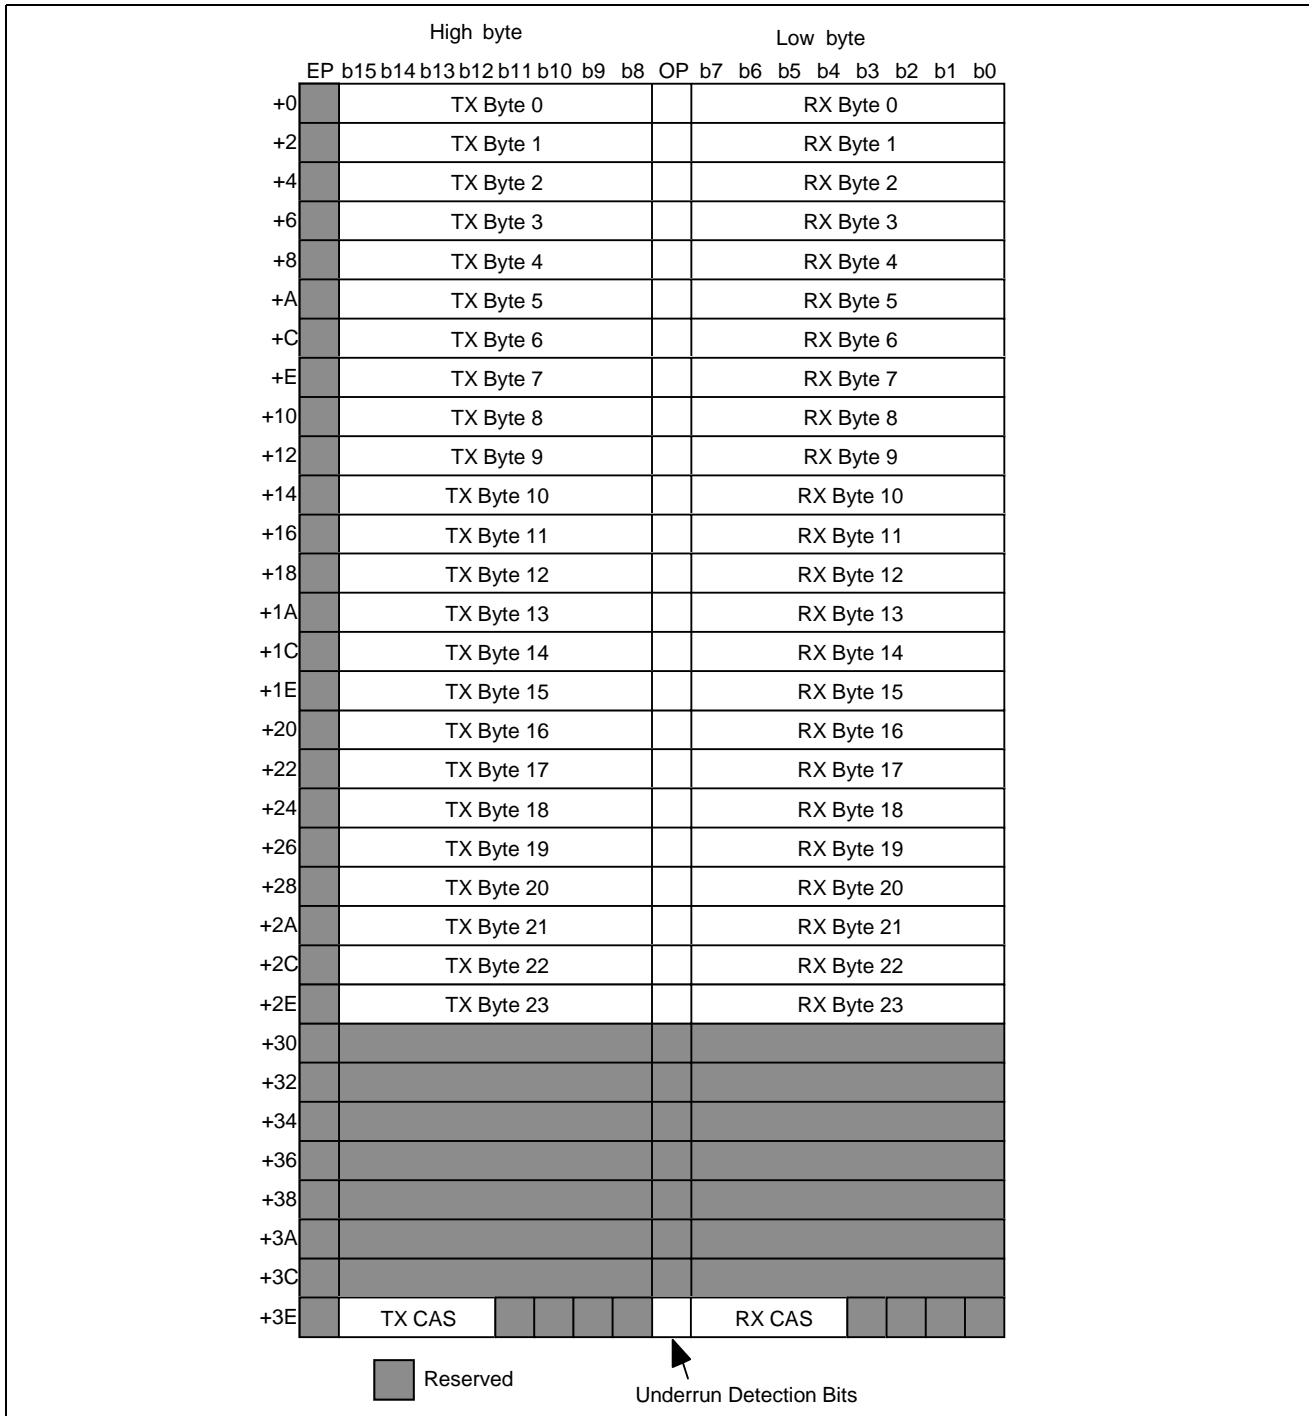 High byte Low byte
EP b15 b14 b13 b12 b11 b10 b9 b8 OP b7 b6 b5 b4 b3 b2 b1 b0
+0 TX Byte 0 RX Byte 0
+2 TX Byte 1 RX Byte 1
+4 TX Byte 2 RX Byte 2
+6 TX Byte 3 RX Byte 3
+8 TX Byte 4 RX Byte 4
+A TX Byte 5 RX Byte 5
+C TX Byte 6 RX Byte 6
+E TX Byte 7 RX Byte 7
+10 TX Byte 8 RX Byte 8
+12 TX Byte 9 RX Byte 9
+14 TX Byte 10 RX Byte 10
+16 TX Byte 11 RX Byte 11
+18 TX Byte 12 RX Byte 12
+1A TX Byte 13 RX Byte 13
+1C TX Byte 14 RX Byte 14
+1E TX Byte 15 RX Byte 15
+20 TX Byte 16 RX Byte 16
+22 TX Byte 17 RX Byte 17
+24 TX Byte 18 RX Byte 18
+26 TX Byte 19 RX Byte 19
+28 TX Byte 20 RX Byte 20
+2A TX Byte 21 RX Byte 21
+2C TX Byte 22 RX Byte 22
+2E TX Byte 23 RX Byte 23
+30
+32
+34
+36
+38
+3A
+3C
+3E TX CAS RX CAS
Reserved
Underrun Detection Bits